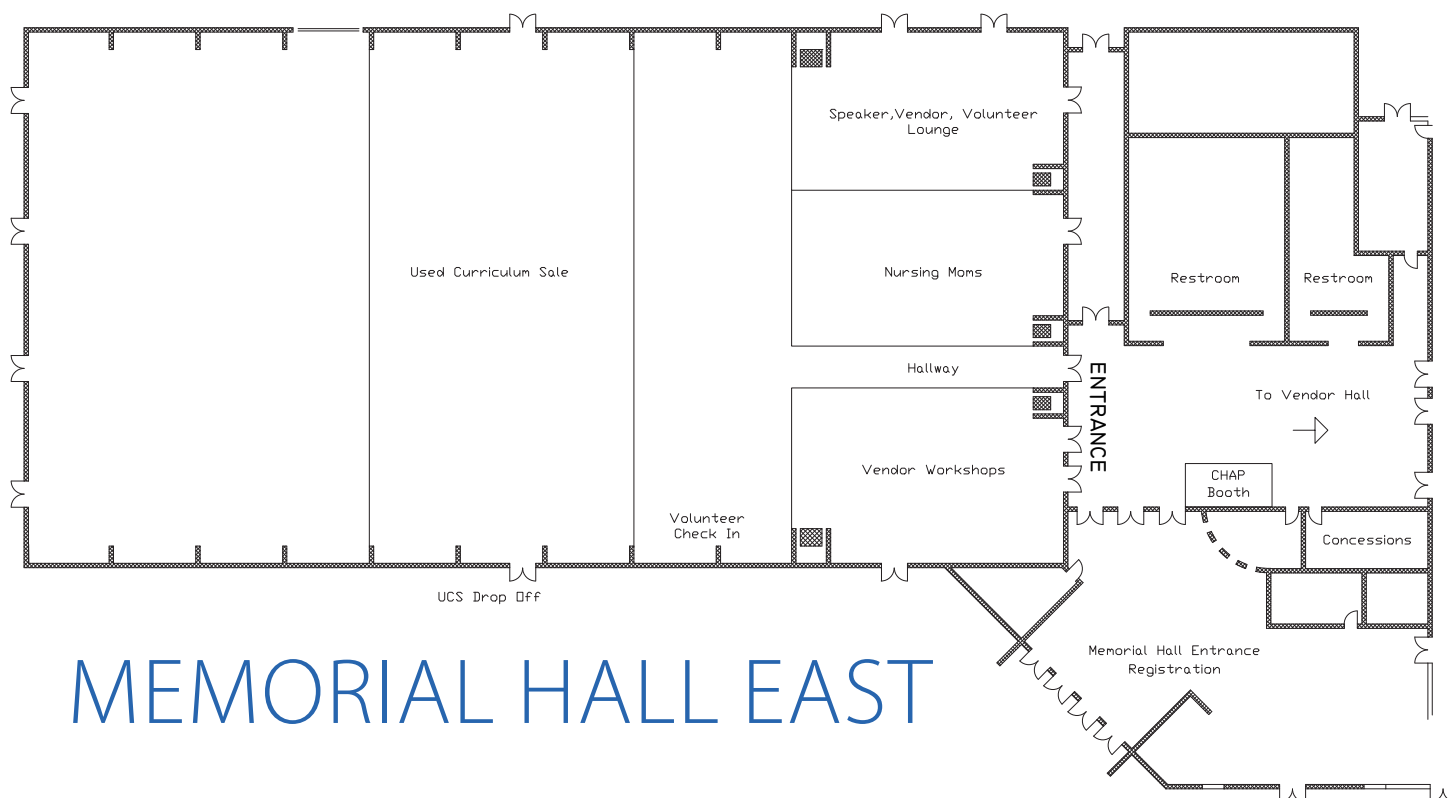 Speaker,Vendor, Volunteer
Lounge
Used Curriculum Sale
Nursing Moms
Restroom
Restroom
Hallway
ENTRANCE
To Vendor Hall
Vendor Workshops
CHAP
Booth
Volunteer
Check In
Concessions
UCS Drop Off
Memorial Hall Entrance
Registration
MEMORIAL HALL EAST